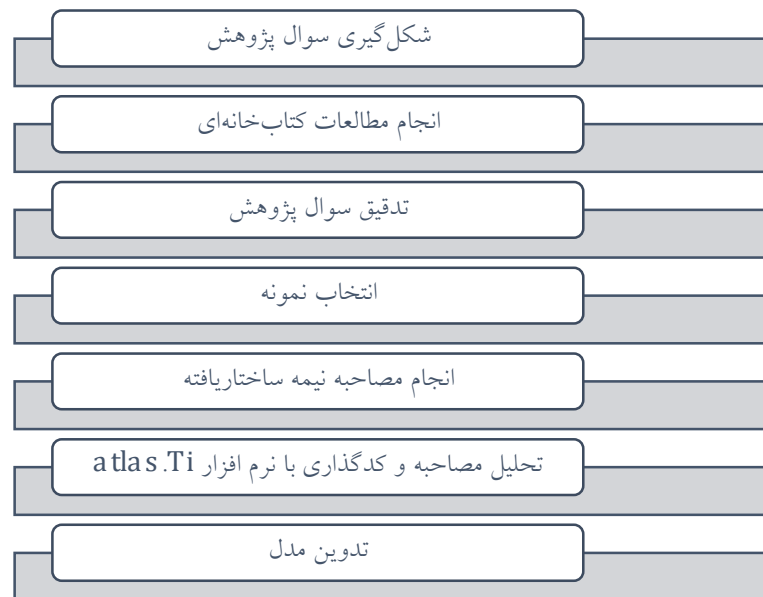 شکل‌گیری سوال پژوهش
انجام مطالعات کتاب‌خانه‌ای
تدقیق سوال پژوهش
انتخاب نمونه
انجام مصاحبه نیمه ساختاریافته
تحلیل مصاحبه و کدگذاری با نرم افزار atlas.Ti
تدوین مدل